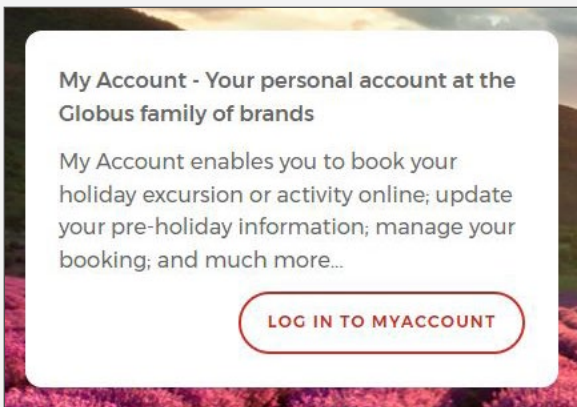 My Account - Your personal account at the
Globus family of brands
My Account enables you to book your
holiday excursion or activity online; update
your pre-holiday information; manage your
booking; and much more...
LOG IN TO MYACCOUNT